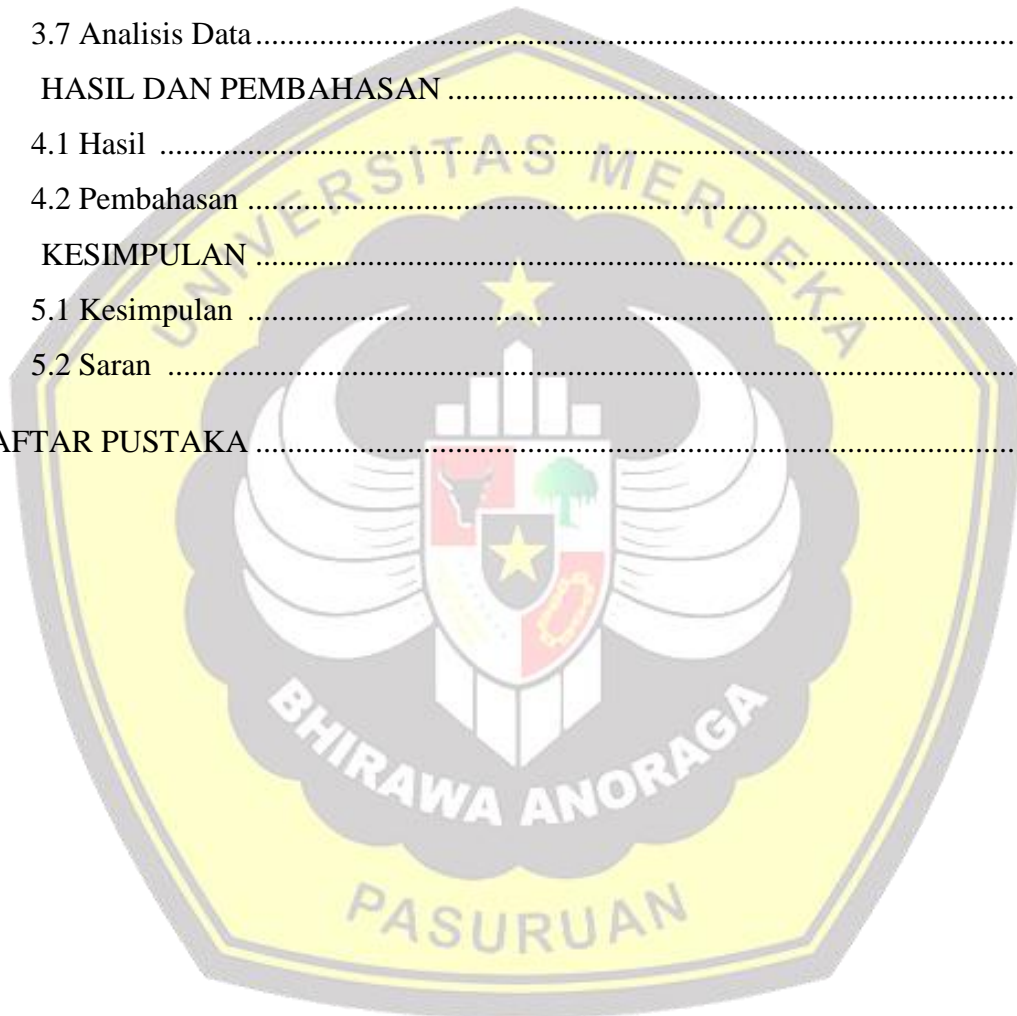 3.7 Analisis Data ..........................................................................................
HASIL DAN PEMBAHASAN ..................................................................
4.1 Hasil ....................................................................................................
4.2 Pembahasan ..........................................................................................
KESIMPULAN ..........................................................................................
5.1 Kesimpulan ..........................................................................................
5.2 Saran ....................................................................................................
AFTAR PUSTAKA ..........................................................................................
UNIVERSITAS MERDEKA
BHIRAWA ANORAGA
PASURUAN